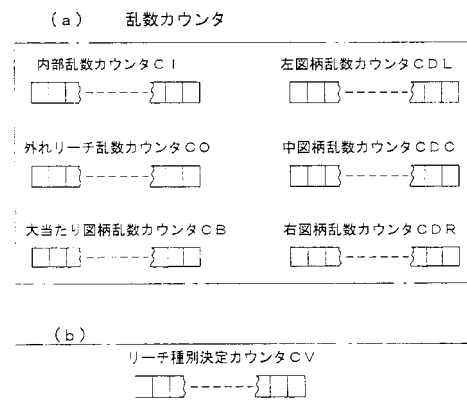 (a) 乱数カウンタ
内部乱数カウンタCI
左図柄乱数カウンタCDL
外れリーチ乱数カウンタCO
中図柄乱数カウンタCDC
大当たり図柄乱数カウンタCB
右図柄乱数カウンタCDR
(b)
リーチ種別決定カウンタCV